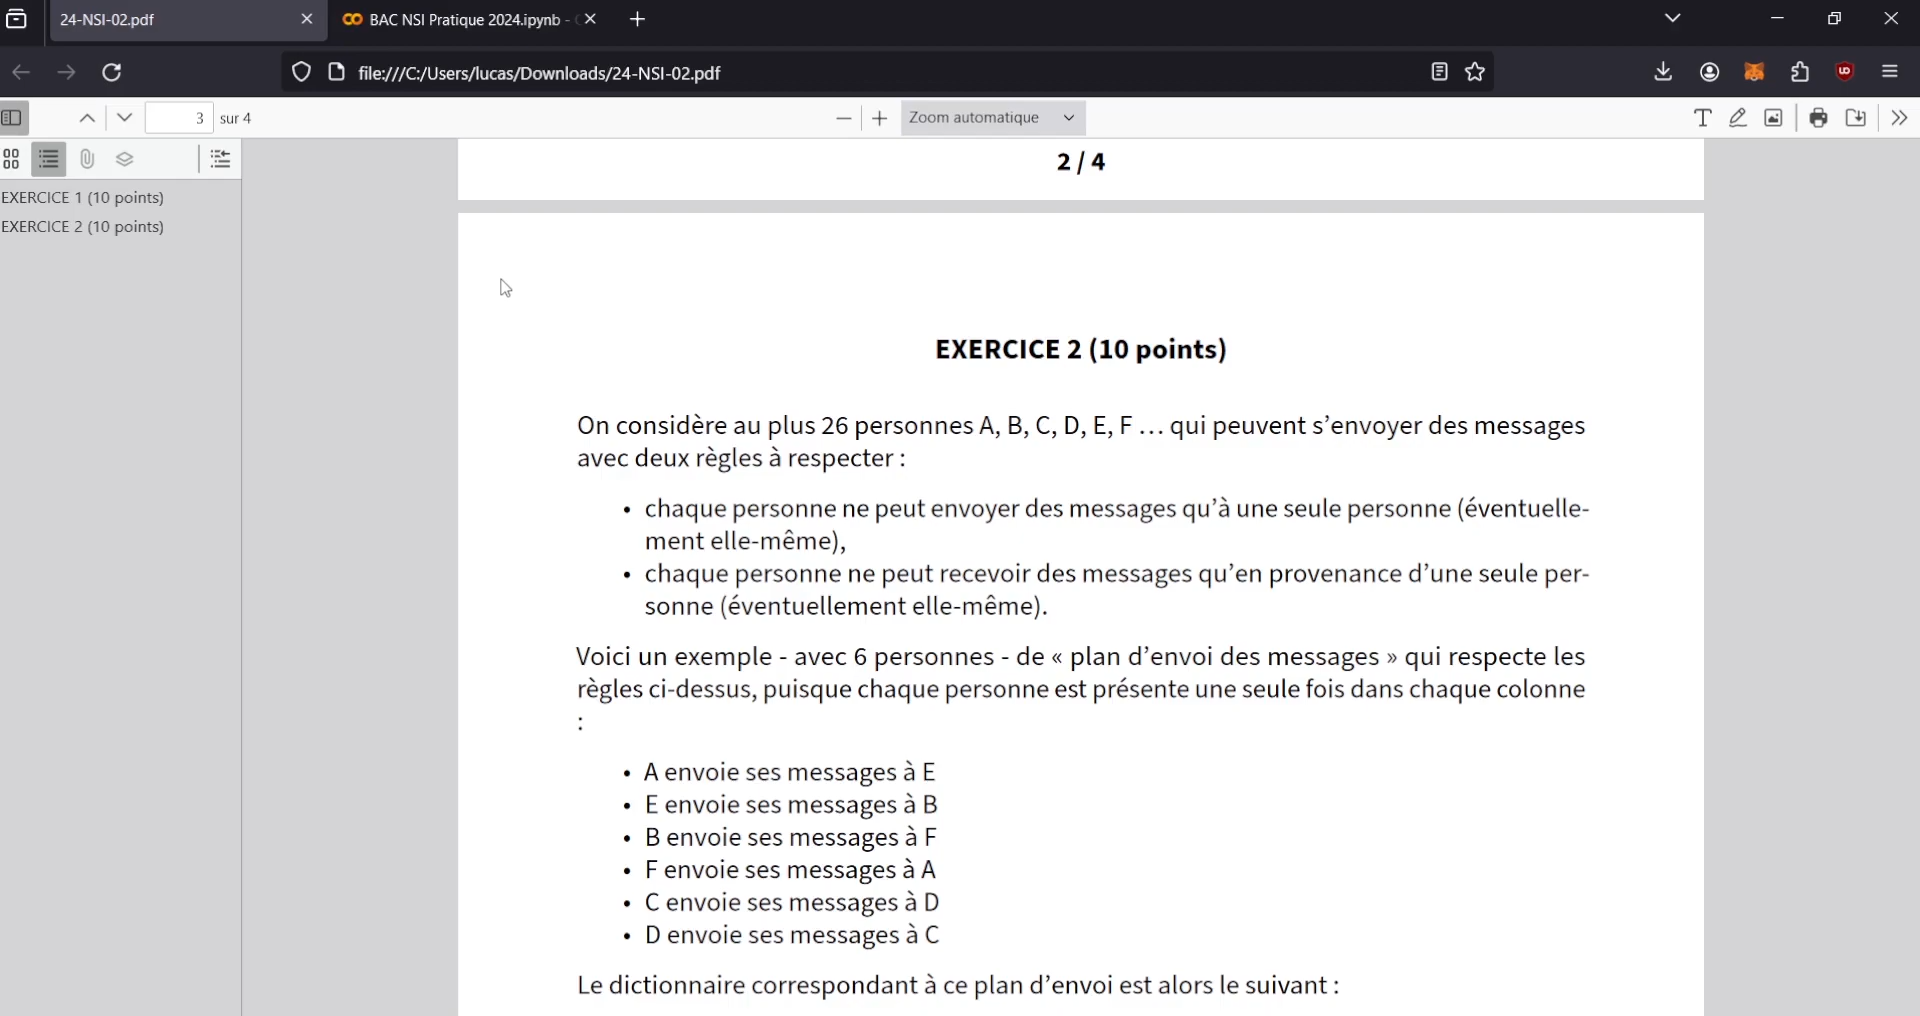 24-NSI-02.pdf
BAC NSI Pratique 2024.ipynb -
file:///C:/Users/lucas/Downloads/24-NSI-02.pdf
3 sur 4
Zoom automatique
EXERCICE 1 (10 points)
EXERCICE 2 (10 points)
2 / 4
EXERCICE 2 (10 points)
On considère au plus 26 personnes A, B, C, D, E, F … qui peuvent s’envoyer des messages
avec deux règles à respecter :
• chaque personne ne peut envoyer des messages qu’à une seule personne (éventuelle-
ment elle-même),
• chaque personne ne peut recevoir des messages qu’en provenance d’une seule per-
sonne (éventuellement elle-même).
Voici un exemple - avec 6 personnes - de « plan d’envoi des messages » qui respecte les
règles ci-dessus, puisque chaque personne est présente une seule fois dans chaque colonne
:
• A envoie ses messages à E
• E envoie ses messages à B
• B envoie ses messages à F
• F envoie ses messages à A
• C envoie ses messages à D
• D envoie ses messages à C
Le dictionnaire correspondant à ce plan d’envoi est alors le suivant :